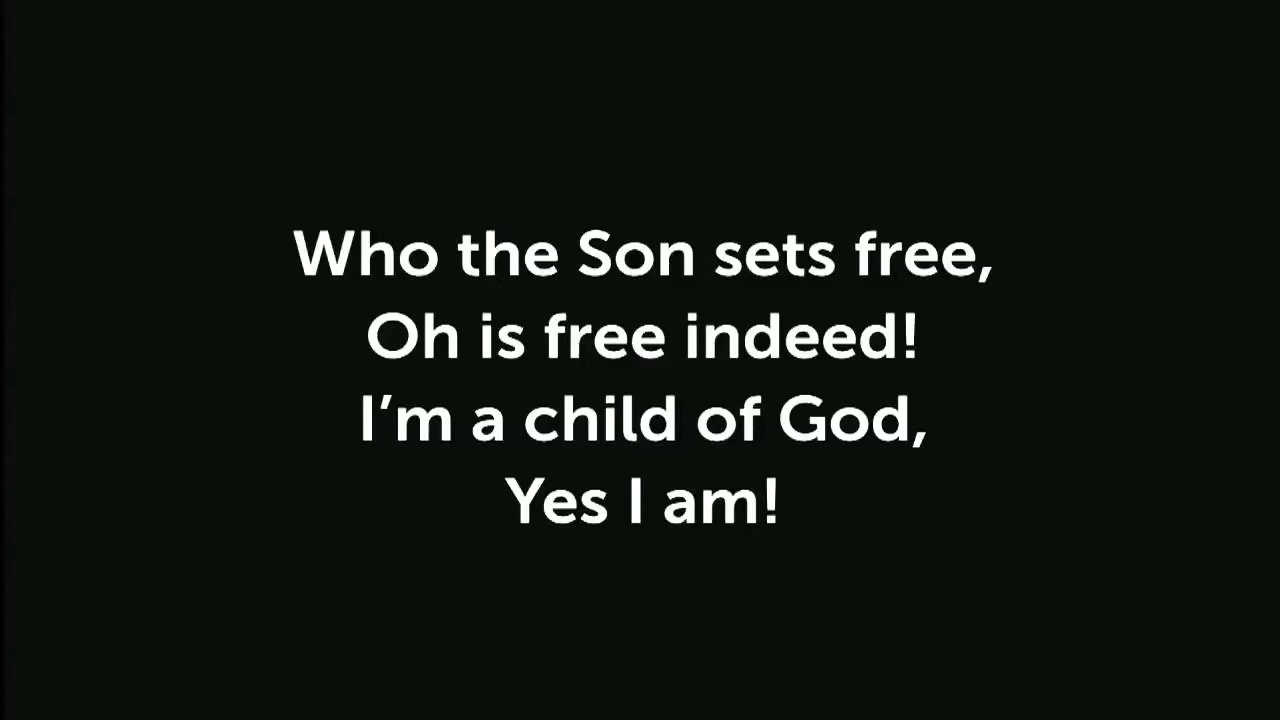 Who the Son sets free,
Oh is free indeed!
I’m a child of God,
Yes I am!